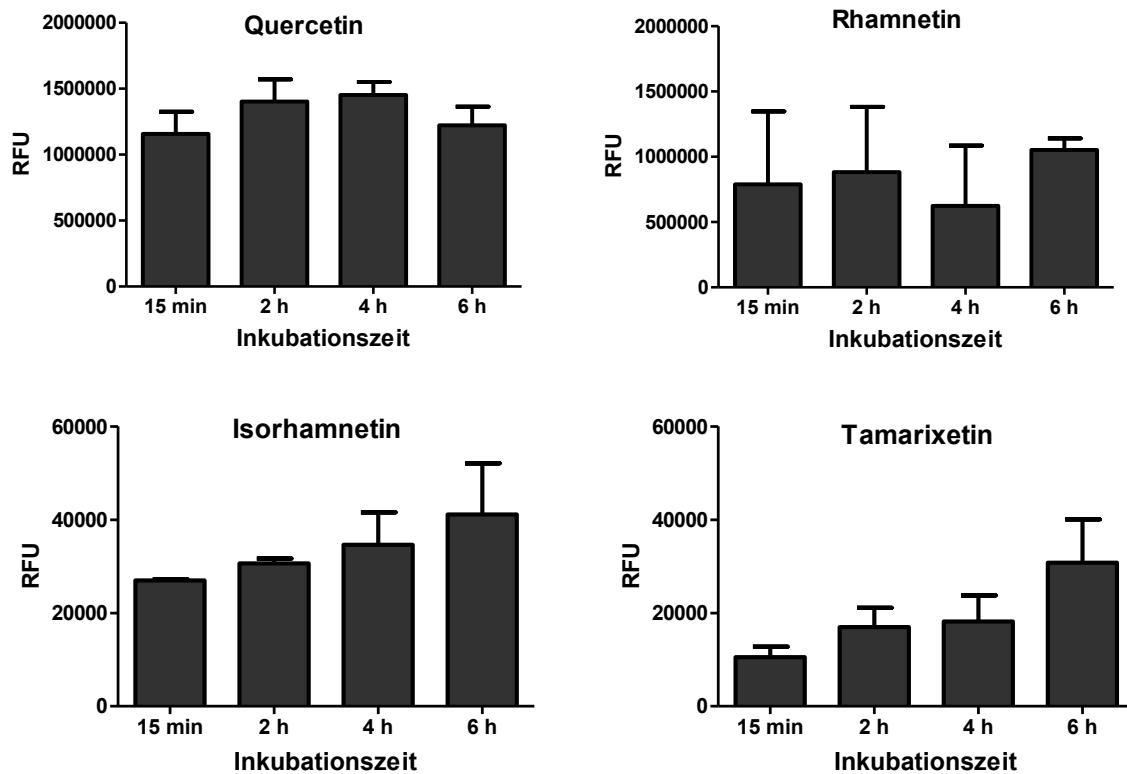 Quercetin
2000000
1500000
1000000
500000
0
RFU
15 min 2 h 4 h 6 h
Inkubationszeit
Rhamnetin
2000000
1500000
1000000
500000
0
RFU
15 min 2 h 4 h 6 h
Inkubationszeit
Isorhamnetin
60000
40000
20000
0
RFU
15 min 2 h 4 h 6 h
Inkubationszeit
Tamarixetin
60000
40000
20000
0
RFU
15 min 2 h 4 h 6 h
Inkubationszeit